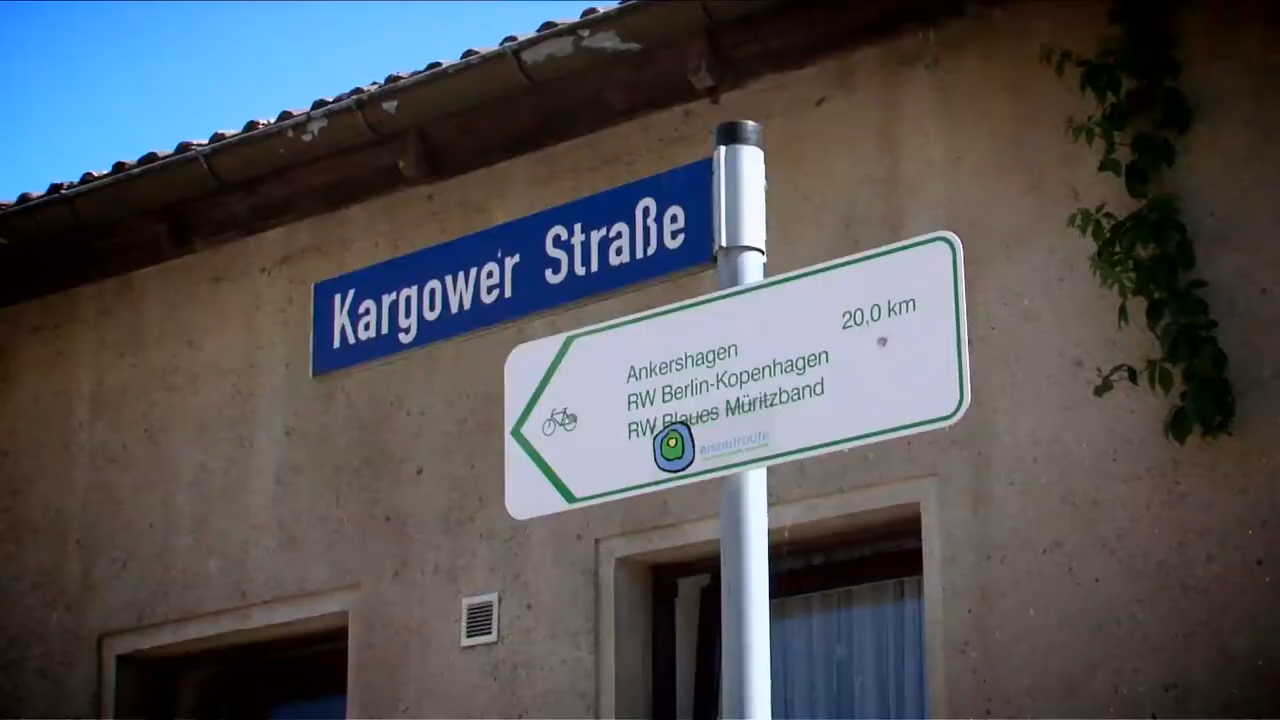 Kargower Straße
20,0 km
Ankershagen
RW Berlin-Kopenhagen
RW Blaues Müritzband